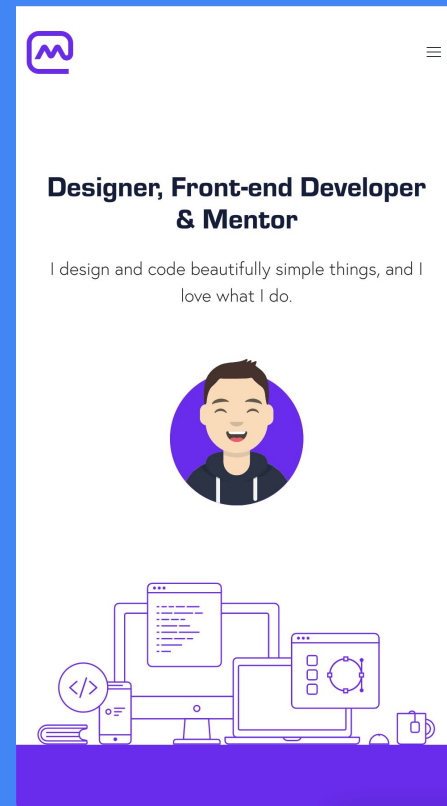 Designer, Front-end Developer
& Mentor
I design and code beautifully simple things, and I
love what I do.